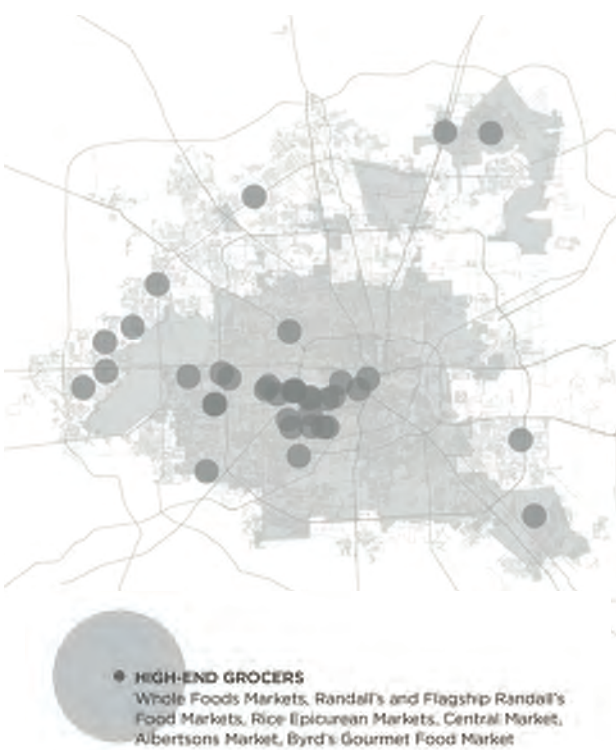 HIGH-END GROCERS
Whole Foods Markets, Randall's and Flagship Randall's
Food Markets, Rice Epicurean Markets, Central Market,
Albertsons Market, Byrd's Gourmet Food Market